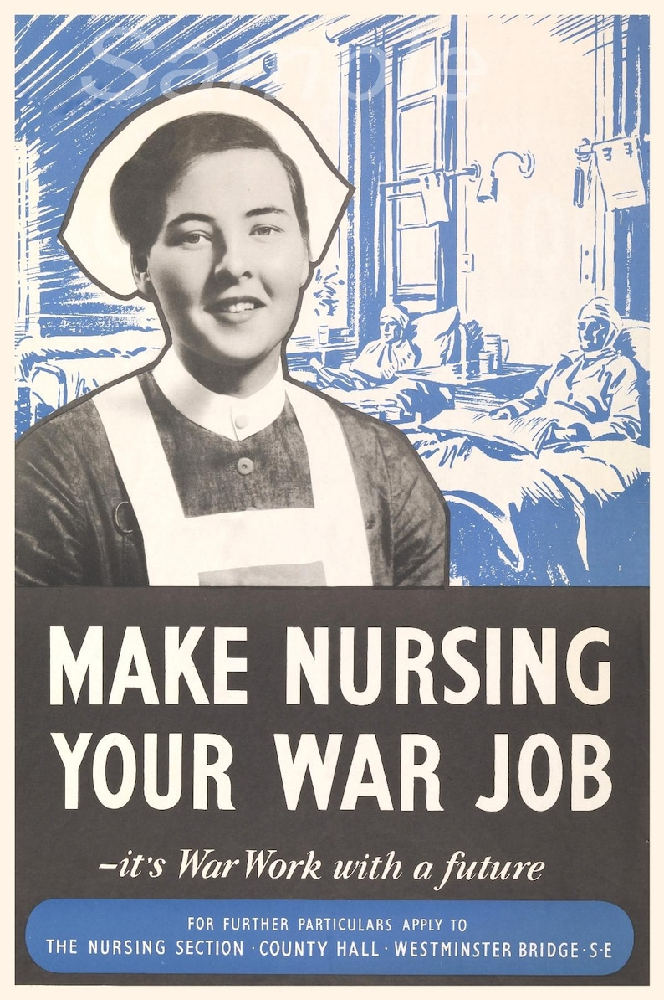 Sample
MAKE NURSING
YOUR WAR JOB
–it's War Work with a future
FOR FURTHER PARTICULARS APPLY TO
THE NURSING SECTION · COUNTY HALL · WESTMINSTER BRIDGE · S·E